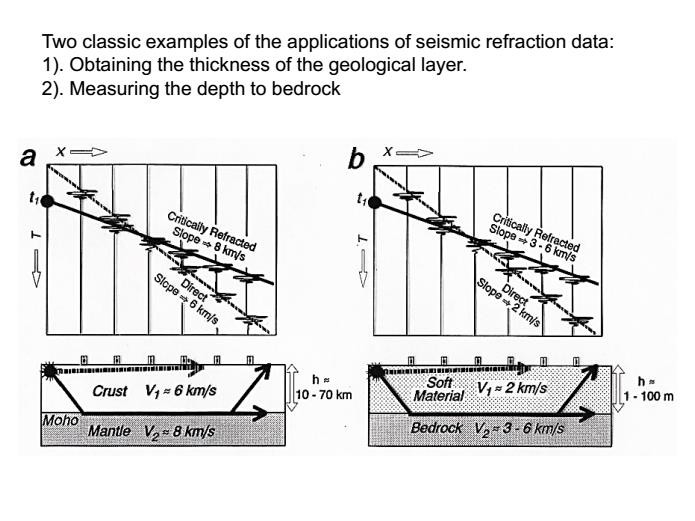 Two classic examples of the applications of seismic refraction data:
1). Obtaining the thickness of the geological layer.
2). Measuring the depth to bedrock
a
X
t₁
T
Critically Refracted
Slope ⇒ 8 km/s
Direct
Slope ⇒ 6 km/s
Crust V₁ ≈ 6 km/s
h ≈
10 - 70 km
Moho
Mantle V₂ ≈ 8 km/s
b
X
t₁
T
Critically Refracted
Slope ⇒ 3 - 6 km/s
Direct
Slope ⇒ 2 km/s
Soft
Material V₁ ≈ 2 km/s
h ≈
1 - 100 m
Bedrock V₂ ≈ 3 - 6 km/s